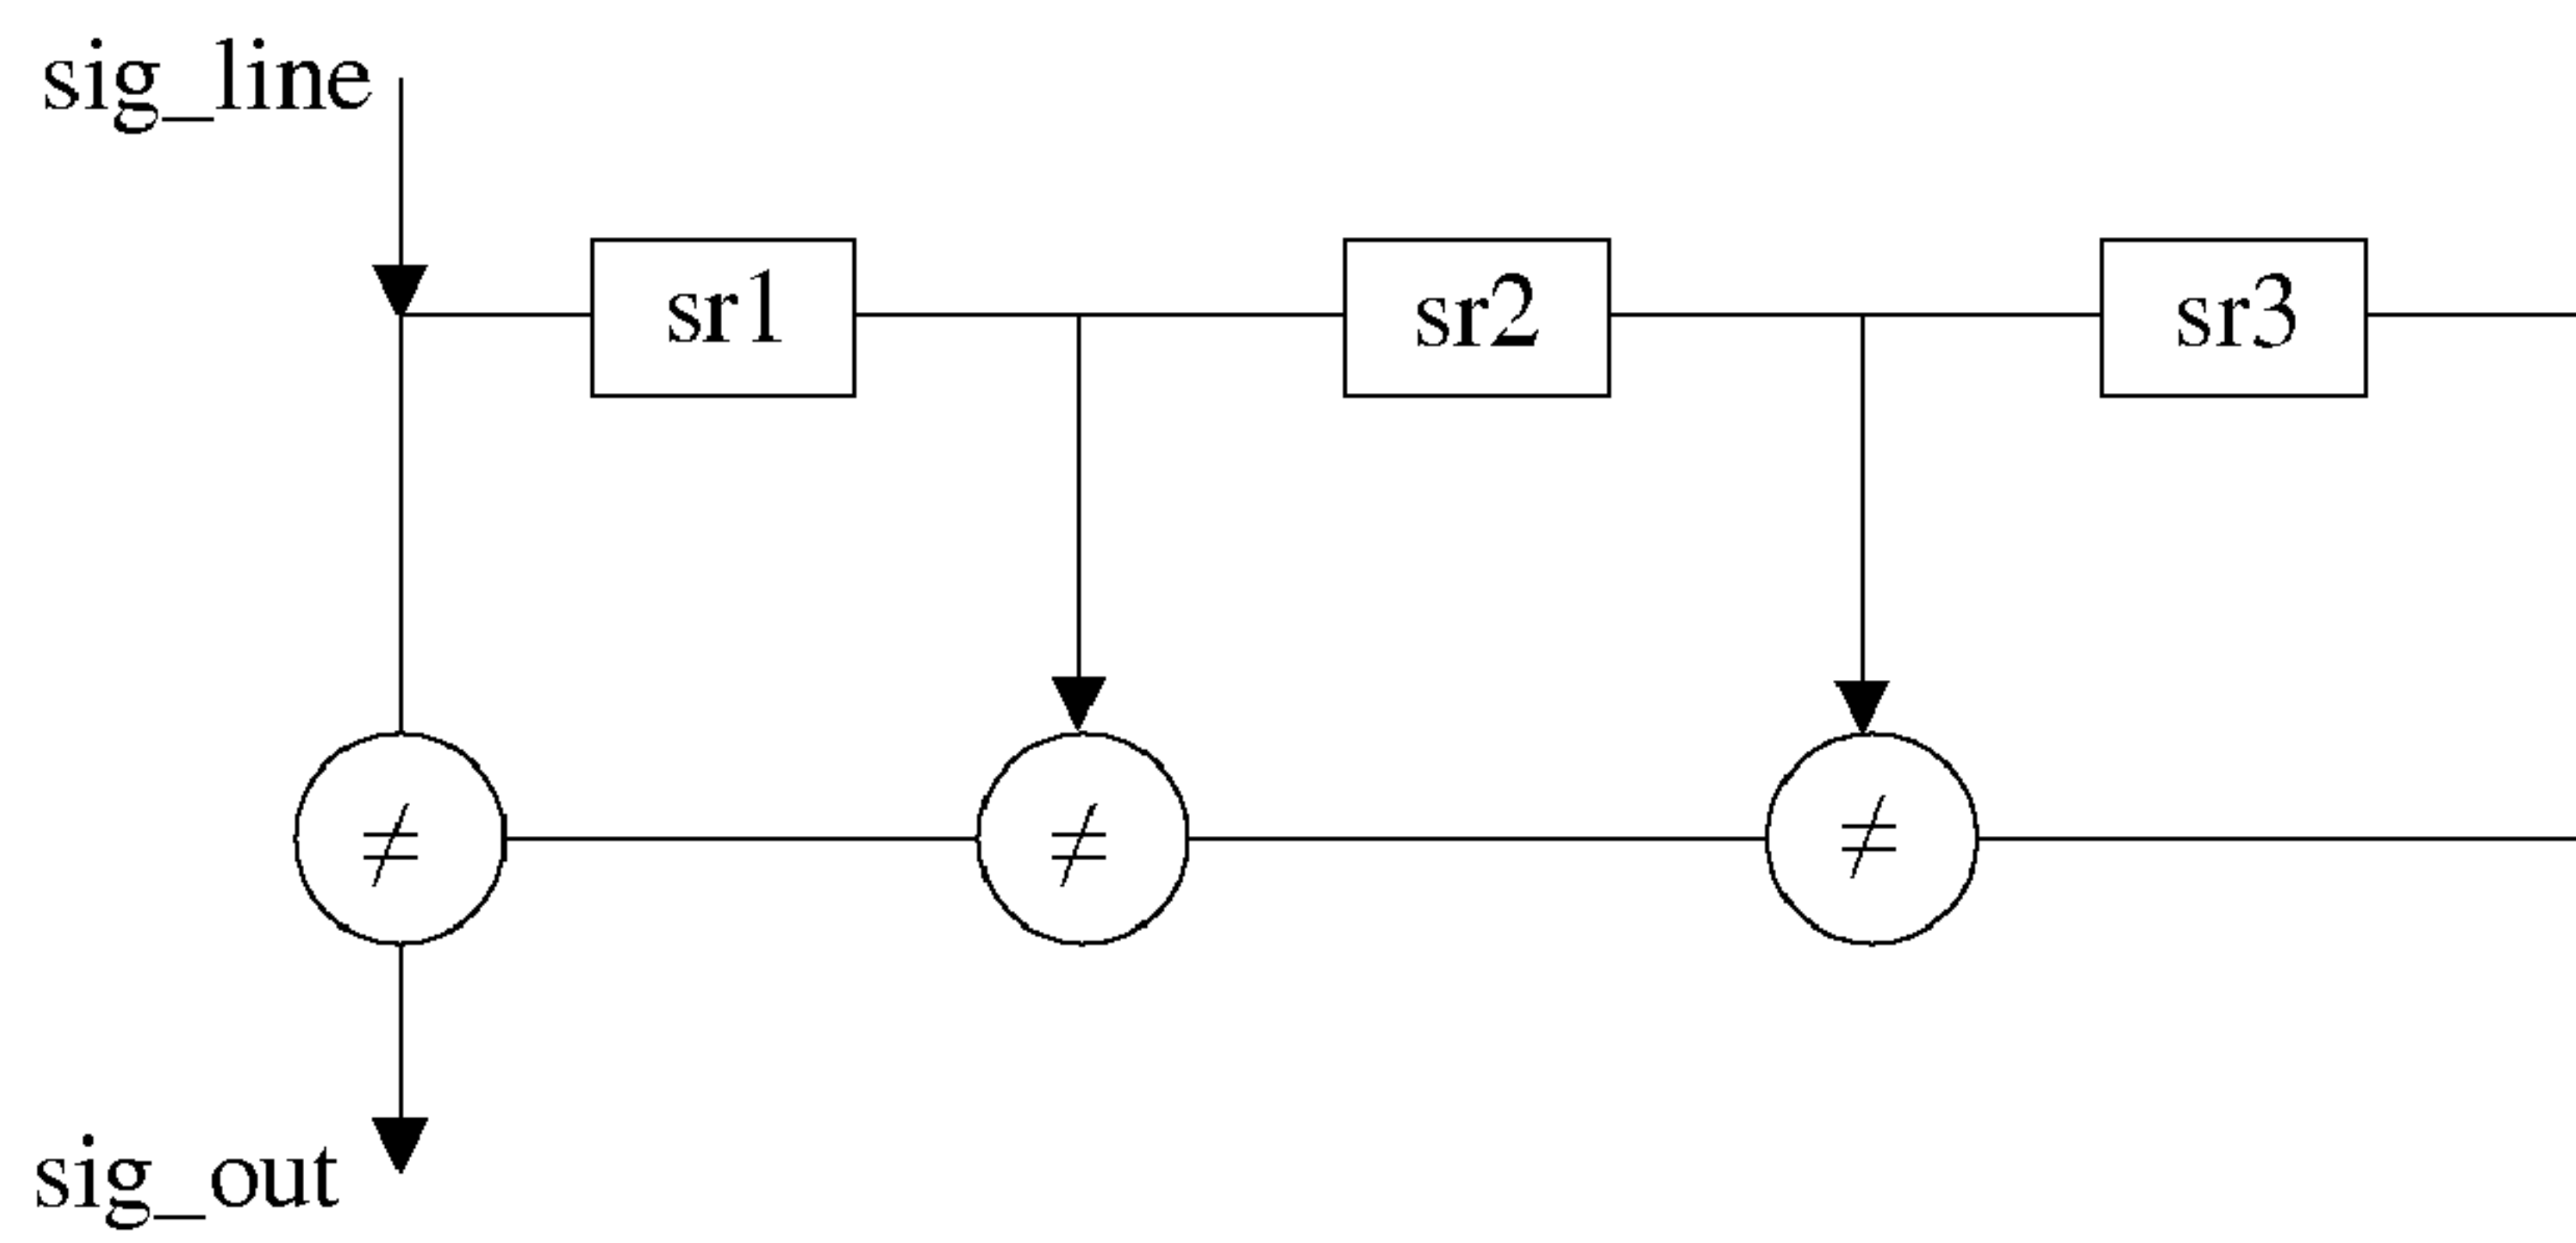 sig_line
sr1 sr2 sr3
≠ ≠ ≠
sig_out